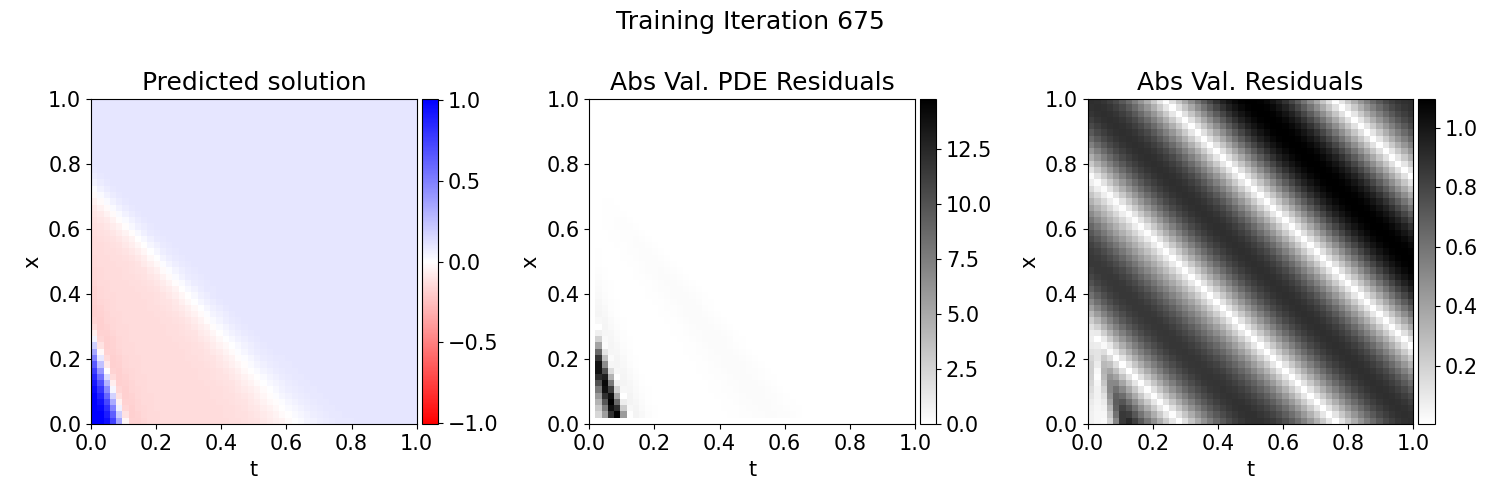 Training Iteration 675
Predicted solution
1.0
0.8
0.6
0.4
0.2
0.0
x
0.0 0.2 0.4 0.6 0.8 1.0
t
1.0
0.5
0.0
−0.5
−1.0
Abs Val. PDE Residuals
1.0
0.8
0.6
0.4
0.2
0.0
x
0.0 0.2 0.4 0.6 0.8 1.0
t
12.5
10.0
7.5
5.0
2.5
0.0
Abs Val. Residuals
1.0
0.8
0.6
0.4
0.2
0.0
x
0.0 0.2 0.4 0.6 0.8 1.0
t
1.0
0.8
0.6
0.4
0.2